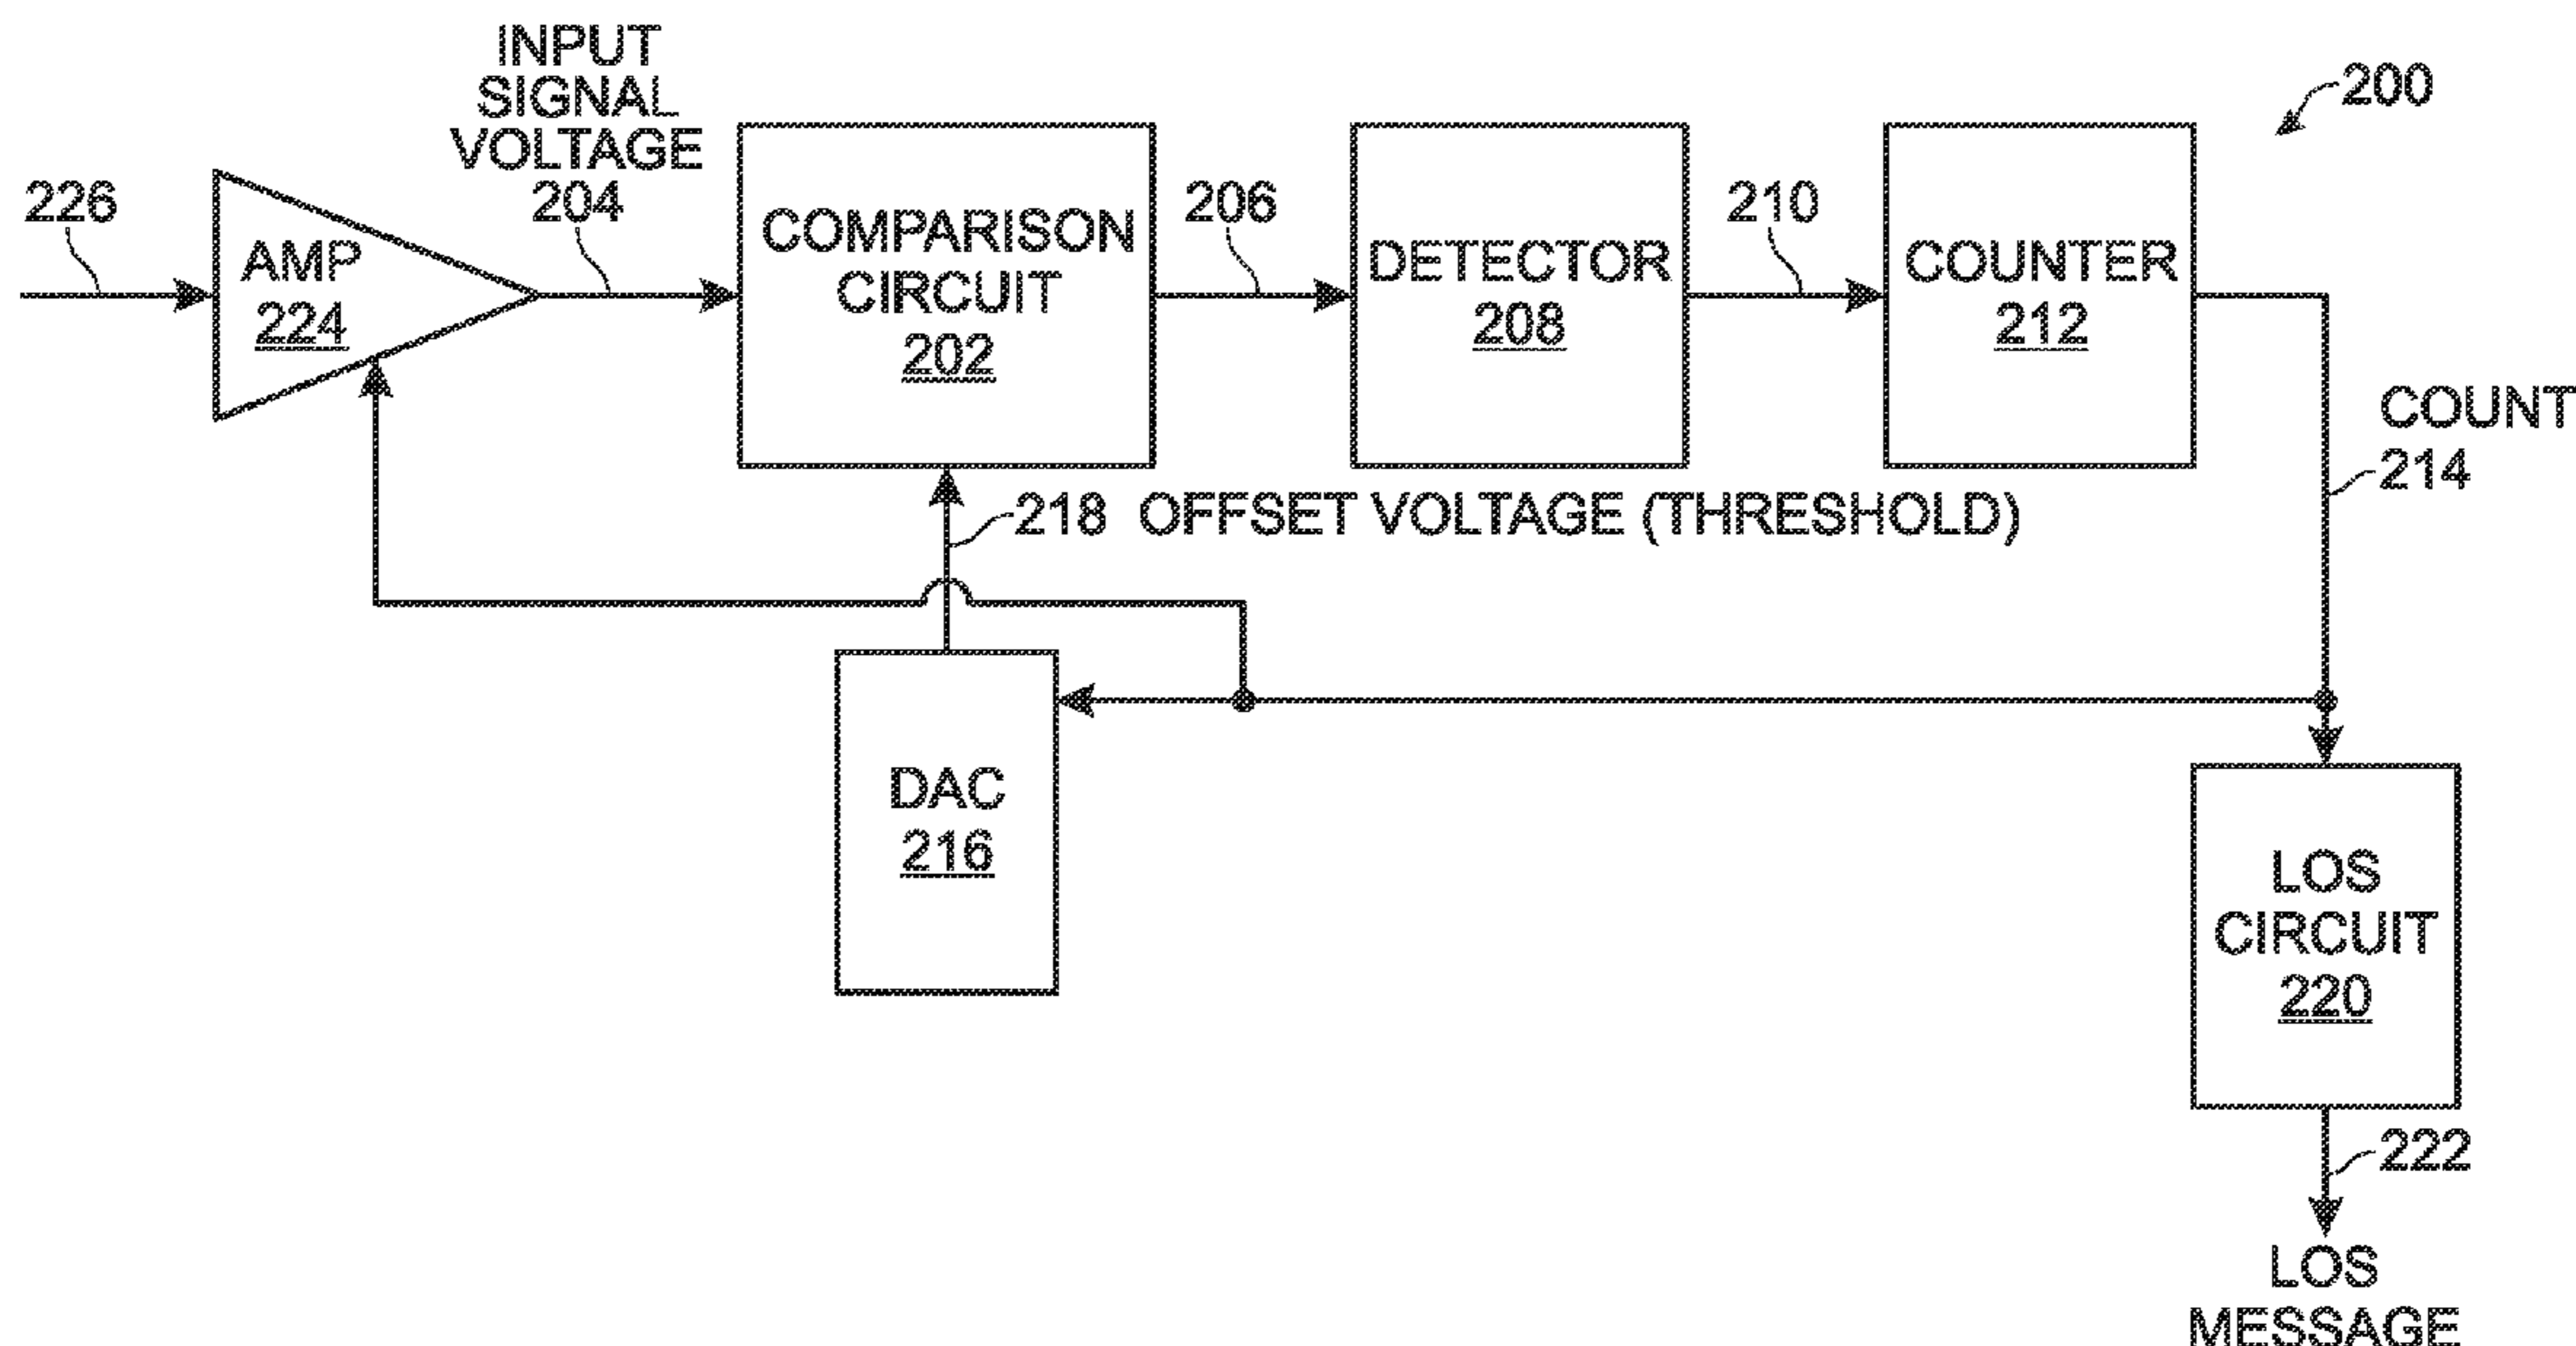 INPUT
SIGNAL
VOLTAGE
204
200
226
AMP
224
COMPARISON
CIRCUIT
202
206
DETECTOR
208
210
COUNTER
212
COUNT
214
218 OFFSET VOLTAGE (THRESHOLD)
DAC
216
LOS
CIRCUIT
220
222
LOS
MESSAGE